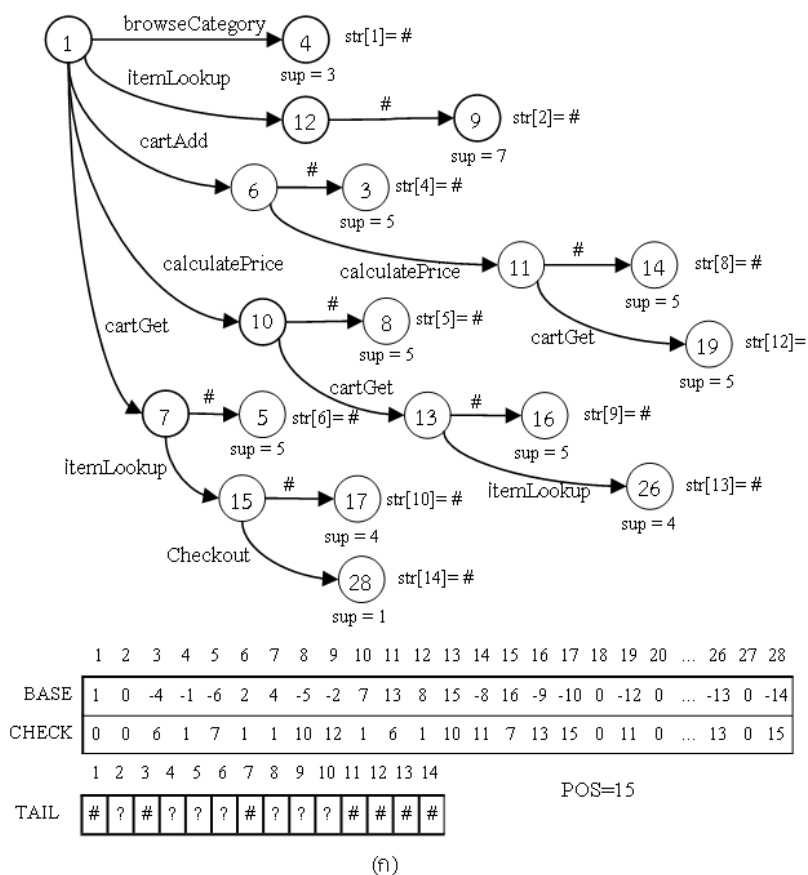 browseCategory
1
4
str[1]= #
sup = 3
itemLookup
12
#
9
str[2]= #
sup = 7
cartAdd
6
#
3
str[4]= #
sup = 5
calculatePrice
calculatePrice
11
#
14
str[8]= #
sup = 5
cartGet
10
#
8
str[5]= #
sup = 5
cartGet
19
str[12]=
sup = 5
cartGet
7
#
5
str[6]= #
sup = 5
13
#
16
str[9]= #
sup = 5
itemLookup
15
#
17
str[10]= #
sup = 4
itemLookup
26
str[13]= #
sup = 4
Checkout
28
str[14]= #
sup = 1
1 2 3 4 5 6 7 8 9 10 11 12 13 14 15 16 17 18 19 20 ... 26 27 28
BASE 1 0 -4 -1 -6 2 4 -5 -2 7 13 8 15 -8 16 -9 -10 0 -12 0 ... -13 0 -14
CHECK 0 0 6 1 7 1 1 10 12 1 6 1 10 11 7 13 15 0 11 0 ... 13 0 15
1 2 3 4 5 6 7 8 9 10 11 12 13 14
POS=15
TAIL # ? # ? ? ? # ? ? ? # # # #
(ก)